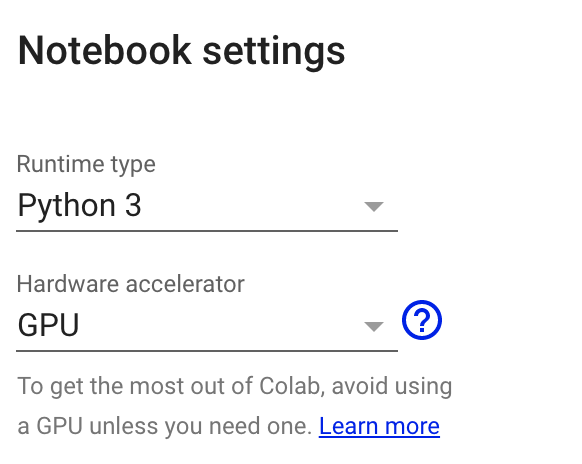 Notebook settings
Runtime type
Python 3
Hardware accelerator
GPU
?
To get the most out of Colab, avoid using
a GPU unless you need one. Learn more